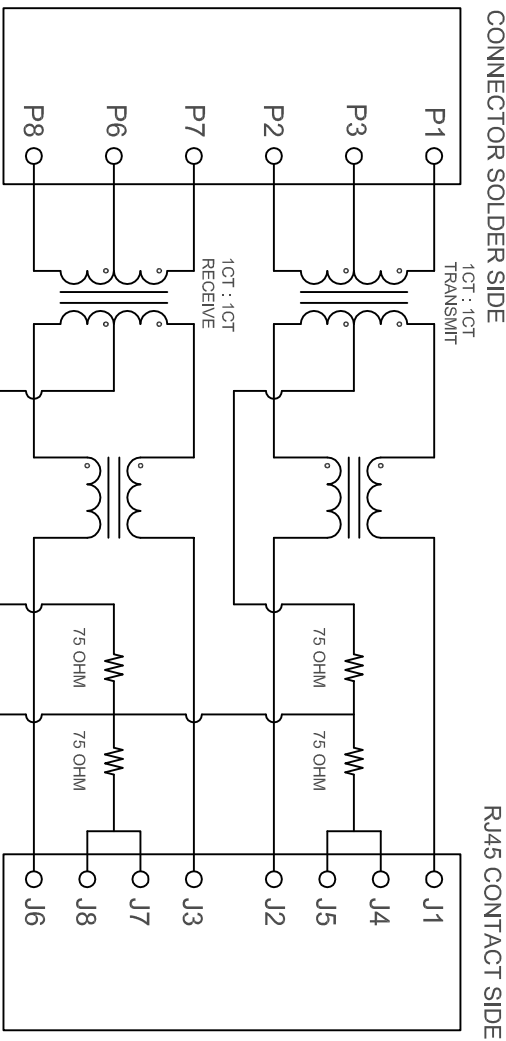 CONNECTOR SOLDER SIDE
P1
P3
P2
P7
P6
P8
1CT : 1CT
TRANSMIT
1CT : 1CT
RECEIVE
75 OHM
75 OHM
75 OHM
75 OHM
RJ45 CONTACT SIDE
J1
J4
J5
J2
J3
J7
J8
J6